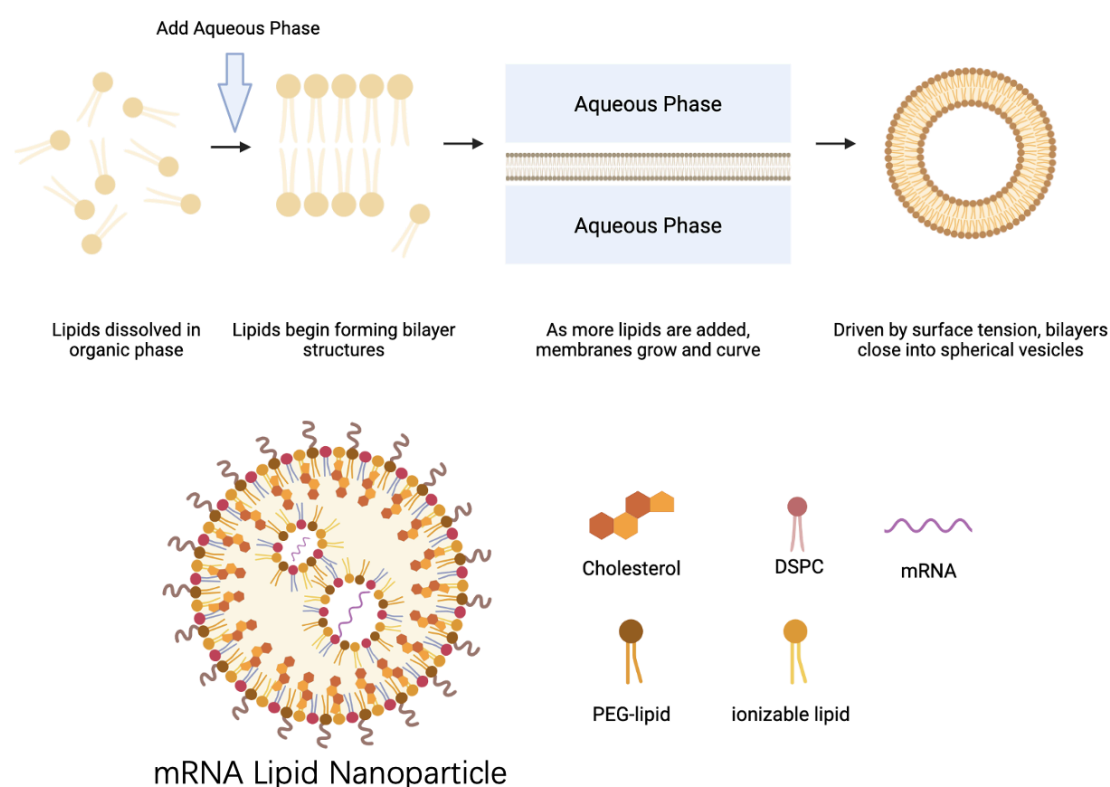 Add Aqueous Phase
Aqueous Phase
Aqueous Phase
Lipids dissolved in
organic phase
Lipids begin forming bilayer
structures
As more lipids are added,
membranes grow and curve
Driven by surface tension, bilayers
close into spherical vesicles
Cholesterol
DSPC
mRNA
PEG-lipid
ionizable lipid
mRNA Lipid Nanoparticle